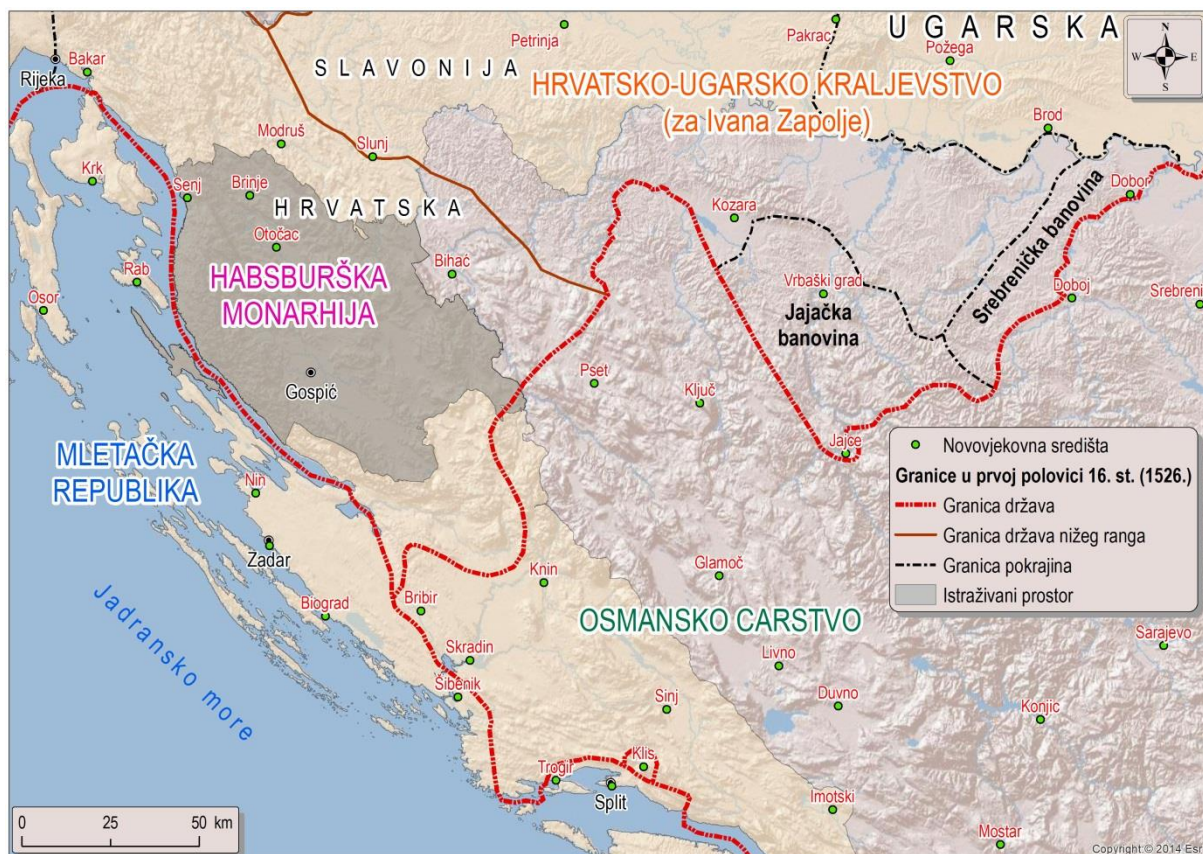 UGARSKA
Petrinja
Pakrac
Požega
N
W
E
S
Rijeka
Bakar
SLAVONIJA
HRVATSKO-UGARSKO KRALJEVSTVO
(za Ivana Zapolje)
Modruš
Slunj
Brod
Krk
Senj
Brinje
HRVATSKA
Dobor
Kozara
Srebrenička banovina
Otočac
Rab
Osor
HABSBURŠKA
MONARHIJA
Bihać
Vrbaški grad
Jajačka
banovina
Doboj
Srebreni
Gospić
Pset
Ključ
Jajce
MLETAČKA
REPUBLIKA
Nin
Zadar
Biograd
Jadransko more
Bribir
Knin
Glamoč
OSMANSKO CARSTVO
Skradin
Šibenik
Livno
Sarajevo
Sinj
Duvno
Konjic
Trogir
Klis
Split
Imotski
Mostar
Novovjekovna središta
Granice u prvoj polovici 16. st. (1526.)
Granica država
Granica država nižeg ranga
Granica pokrajina
Istraživani prostor
0 25 50 km
Copyright:© 2014 Esri